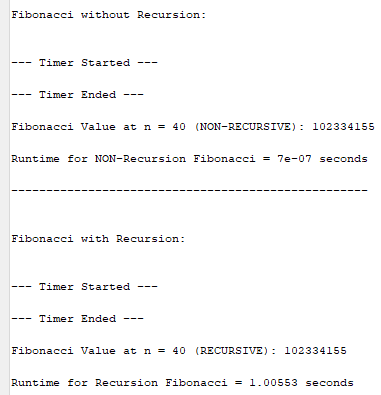 Fibonacci without Recursion:
--- Timer Started ---
--- Timer Ended ---
Fibonacci Value at n = 40 (NON-RECURSIVE): 102334155
Runtime for NON-Recursion Fibonacci = 7e-07 seconds
---------------------------------------------------
Fibonacci with Recursion:
--- Timer Started ---
--- Timer Ended ---
Fibonacci Value at n = 40 (RECURSIVE): 102334155
Runtime for Recursion Fibonacci = 1.00553 seconds